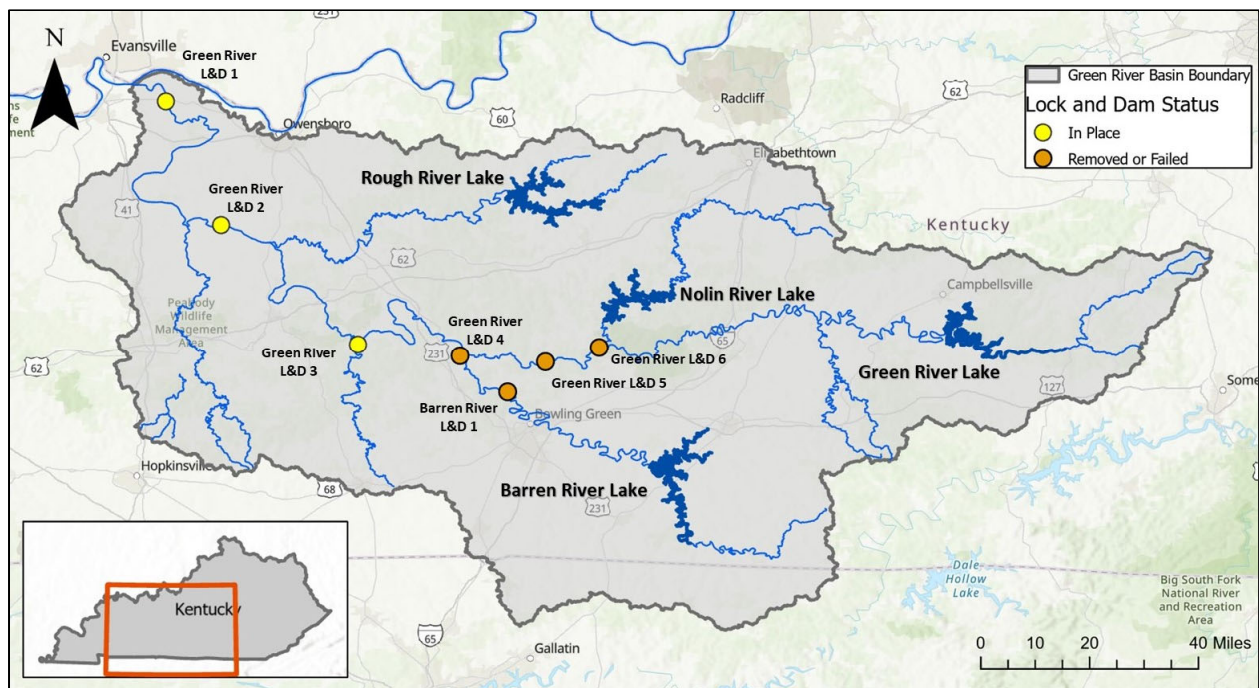 231
N
Evansville
Green River
L&D 1
Green River Basin Boundary
Lock and Dam Status
In Place
Removed or Failed
Radcliff
62
60
Owensboro
Elizabethtown
Rough River Lake
Green River
L&D 2
41
62
Kentucky
Peabody
Wildlife
Management
Area
Nolin River Lake
Campbellsville
Green River
L&D 4
231
65
Green River L&D 6
Green River
L&D 3
62
Green River L&D 5
Green River Lake
127
Barren River
L&D 1
Bowling Green
Hopkinsville
68
Barren River Lake
231
Kentucky
Dale
Hollow
Lake
Big South Fork
National River
and Recreation
Area
65
Gallatin
0 10 20 40 Miles